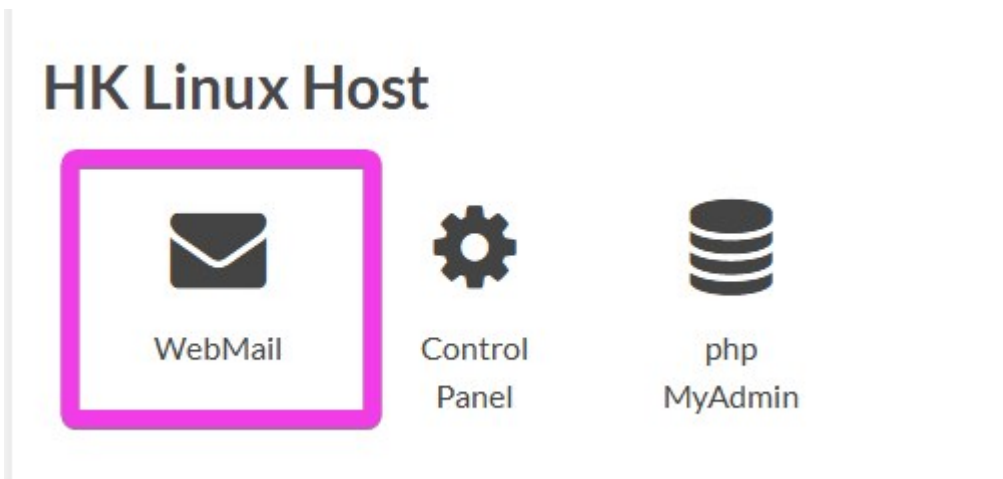 HK Linux Host
WebMail
Control
Panel
php
MyAdmin